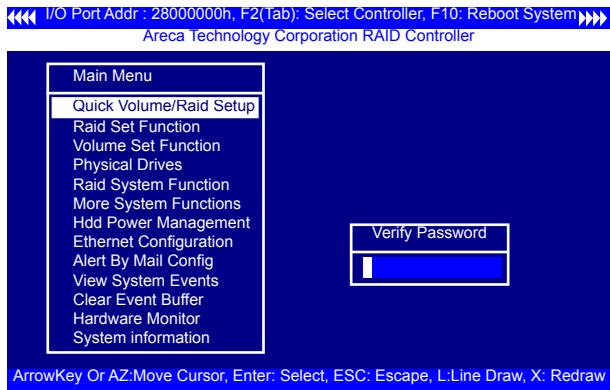 I/O Port Addr : 28000000h, F2(Tab): Select Controller, F10: Reboot System
Areca Technology Corporation RAID Controller
Main Menu
Quick Volume/Raid Setup
Raid Set Function
Volume Set Function
Physical Drives
Raid System Function
More System Functions
Hdd Power Management
Ethernet Configuration
Alert By Mail Config
View System Events
Clear Event Buffer
Hardware Monitor
System information
Verify Password
ArrowKey Or AZ:Move Cursor, Enter: Select, ESC: Escape, L:Line Draw, X: Redraw